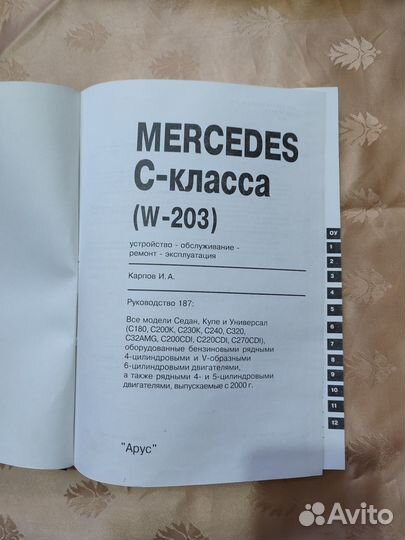 MERCEDES
С-класса
(W-203)
устройство - обслуживание -
ремонт - эксплуатация
Карпов И. А.
Руководство 187:
Все модели Седан, Купе и Универсал
(C180, C200K, C230K, C240, C320,
C32AMG, C200CDI, C220CDI, C270CDI),
оборудованные бензиновыми рядными
4-цилиндровыми и V-образными
6-цилиндровыми двигателями,
а также рядными 4- и 5-цилиндровыми
двигателями, выпускаемые с 2000 г.
"Арус"
ОУ
1
2
3
4
5
6
7
8
9
10
11
12
Avito